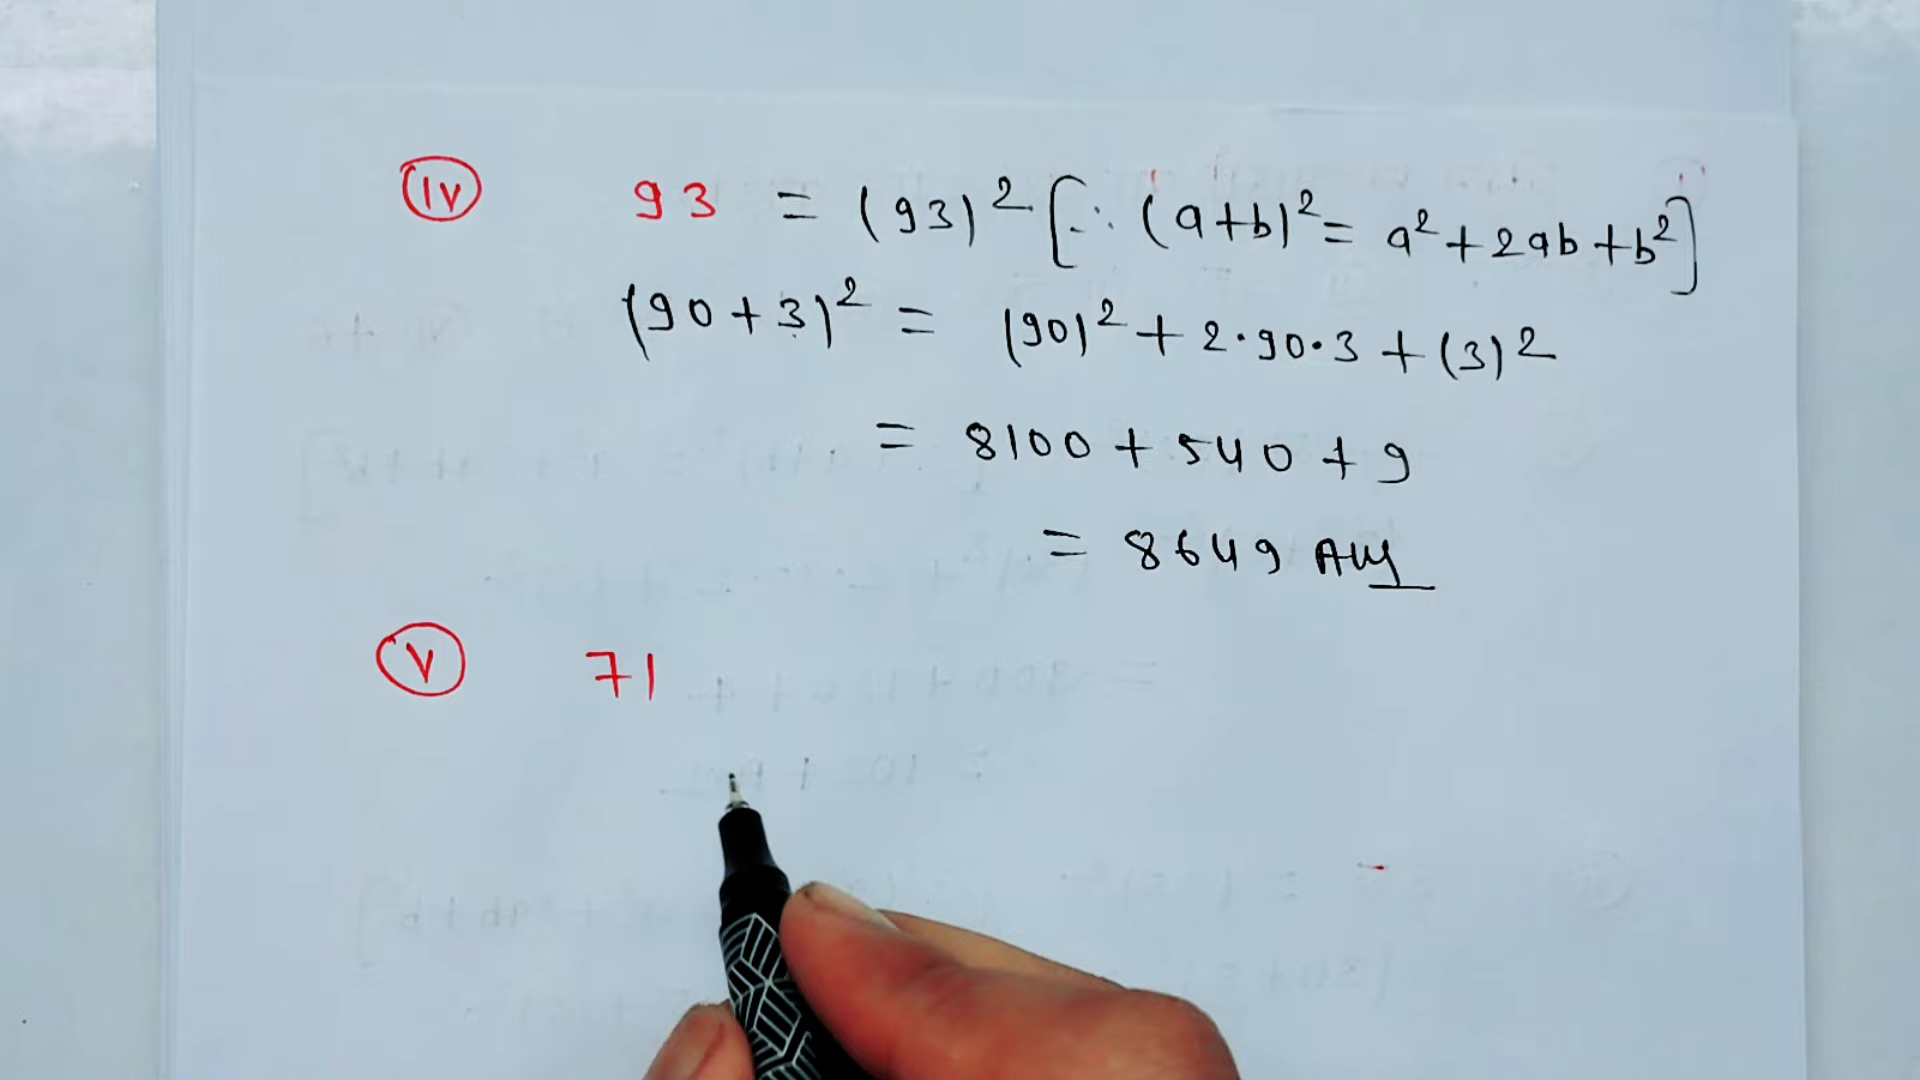 (iv) 93 = (93)² [∵ (a+b)² = a²+2ab+b²]
(90+3)² = (90)² + 2·90·3 + (3)²
= 8100 + 540 + 9
= 8649 Ans
(v) 71